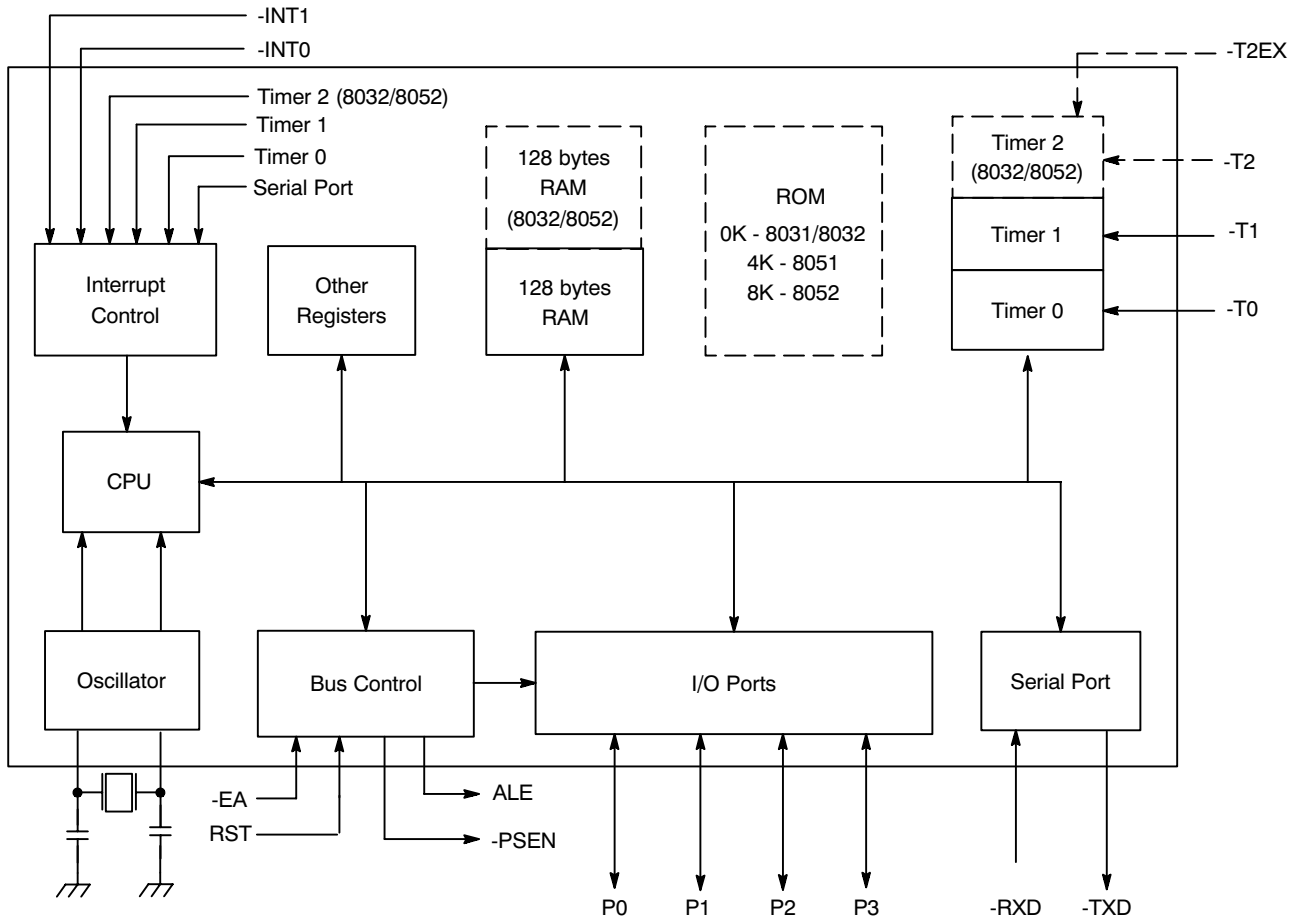 -INT1
-INT0
-T2EX
Timer 2 (8032/8052)
Timer 1
Timer 0
Serial Port
128 bytes
RAM
(8032/8052)
128 bytes
RAM
ROM
0K - 8031/8032
4K - 8051
8K - 8052
Timer 2
(8032/8052)
Timer 1
Timer 0
-T2
-T1
-T0
Interrupt
Control
Other
Registers
CPU
Oscillator
Bus Control
I/O Ports
Serial Port
-EA
RST
ALE
-PSEN
P0
P1
P2
P3
-RXD
-TXD